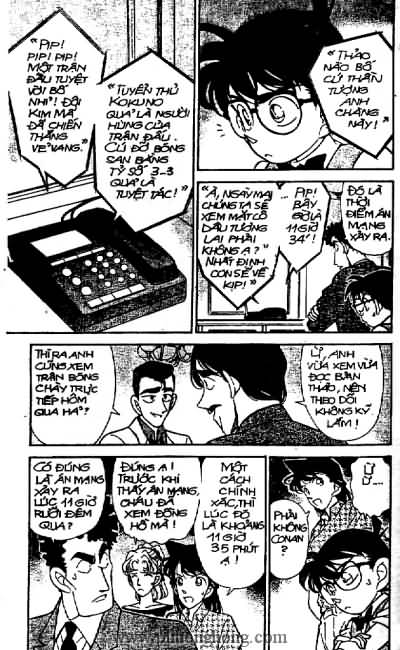 "PIP!
PIP! PIP!
MỘT TRẬN
ĐẤU TUYỆT
VỜI BỐ
NHỈ! ĐỘI
KIM MÃ
ĐÃ CHIẾN
THẮNG
VẺ VANG."
"TUYỂN THỦ
KOKUNO
QUẢ LÀ NGƯỜI
HÙNG CỦA
TRẬN ĐẤU.
CÚ ĐỠ BÓNG
SAN BẰNG
TỶ SỐ 3-3
QUẢ LÀ
TUYỆT TÁC!"
"THẢO
NÀO BỐ
CỨ THẦN
TƯỢNG
ANH
CHÀNG
NÀY!"
"À, NGÀY MAI
CHÚNG TA SẼ
XEM MẶT CÔ
DÂU TƯƠNG
LAI PHẢI
KHÔNG Ạ?
NHẤT ĐỊNH
CON SẼ VỀ
KỊP!"
"... PIP!
BÂY
GIỜ LÀ
11 GIỜ
34'!"
ĐÓ LÀ
THỜI
ĐIỂM ÁN
MẠNG
XẢY RA.
THÌ RA ANH
CŨNG XEM
TRẬN BÓNG
CHÀY TRỰC
TIẾP HÔM
QUA HẢ?
Ừ, ANH
VỪA XEM VỪA
ĐỌC BẢN
THẢO, NÊN
THEO DÕI
KHÔNG KỸ
LẮM!
CÓ ĐÚNG
LÀ ÁN MẠNG
XẢY RA
LÚC 11 GIỜ
RƯỠI ĐÊM
QUA?
ĐÚNG Ạ!
TRƯỚC KHI
THẤY ÁN MẠNG,
CHÁU ĐÃ
XEM ĐỒNG
HỒ MÀ!
MỘT
CÁCH
CHÍNH
XÁC, THÌ
LÚC ĐÓ
LÀ KHOẢNG
11 GIỜ
35 PHÚT
Ạ!
PHẢI
KHÔNG
CONAN?
Ừ
Ừ....